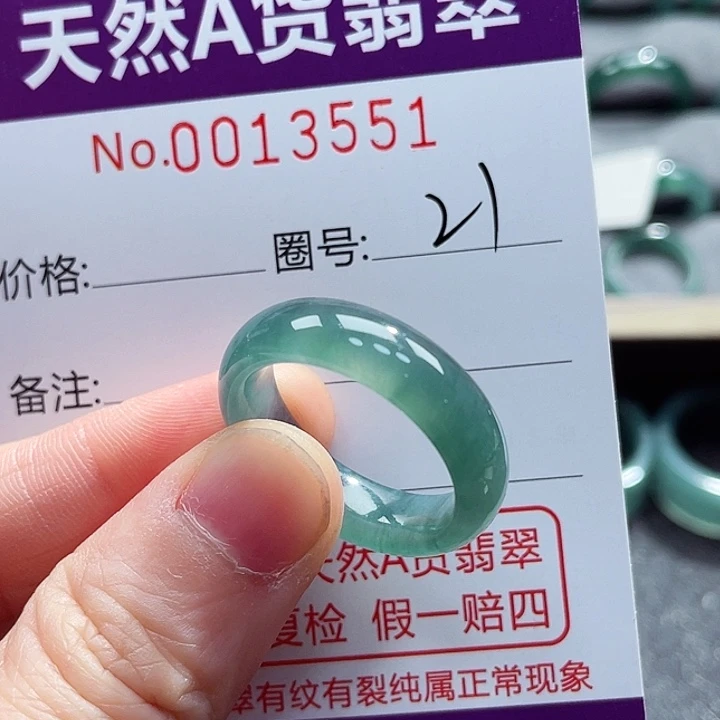 天然A货翡翠
No.0013551
价格: 圈号: 21
备注:
天然A货翡翠
复检 假一赔四
翠有纹有裂纯属正常现象